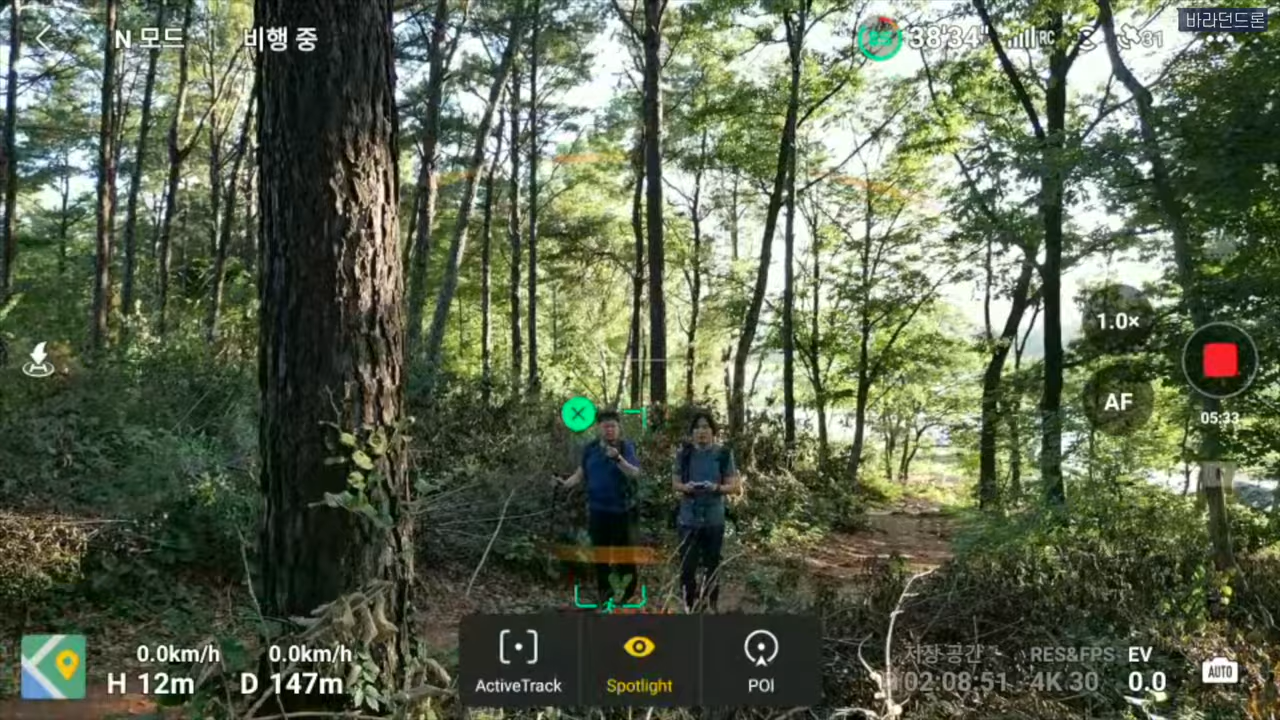 바라던드론
N 모드
비행 중
38'34"
RC
31
1.0×
AF
05:33
0.0km/h
0.0km/h
H 12m
D 147m
ActiveTrack
Spotlight
POI
저장 공간
RES&FPS
EV
02:08:51
4K 30
0.0
AUTO